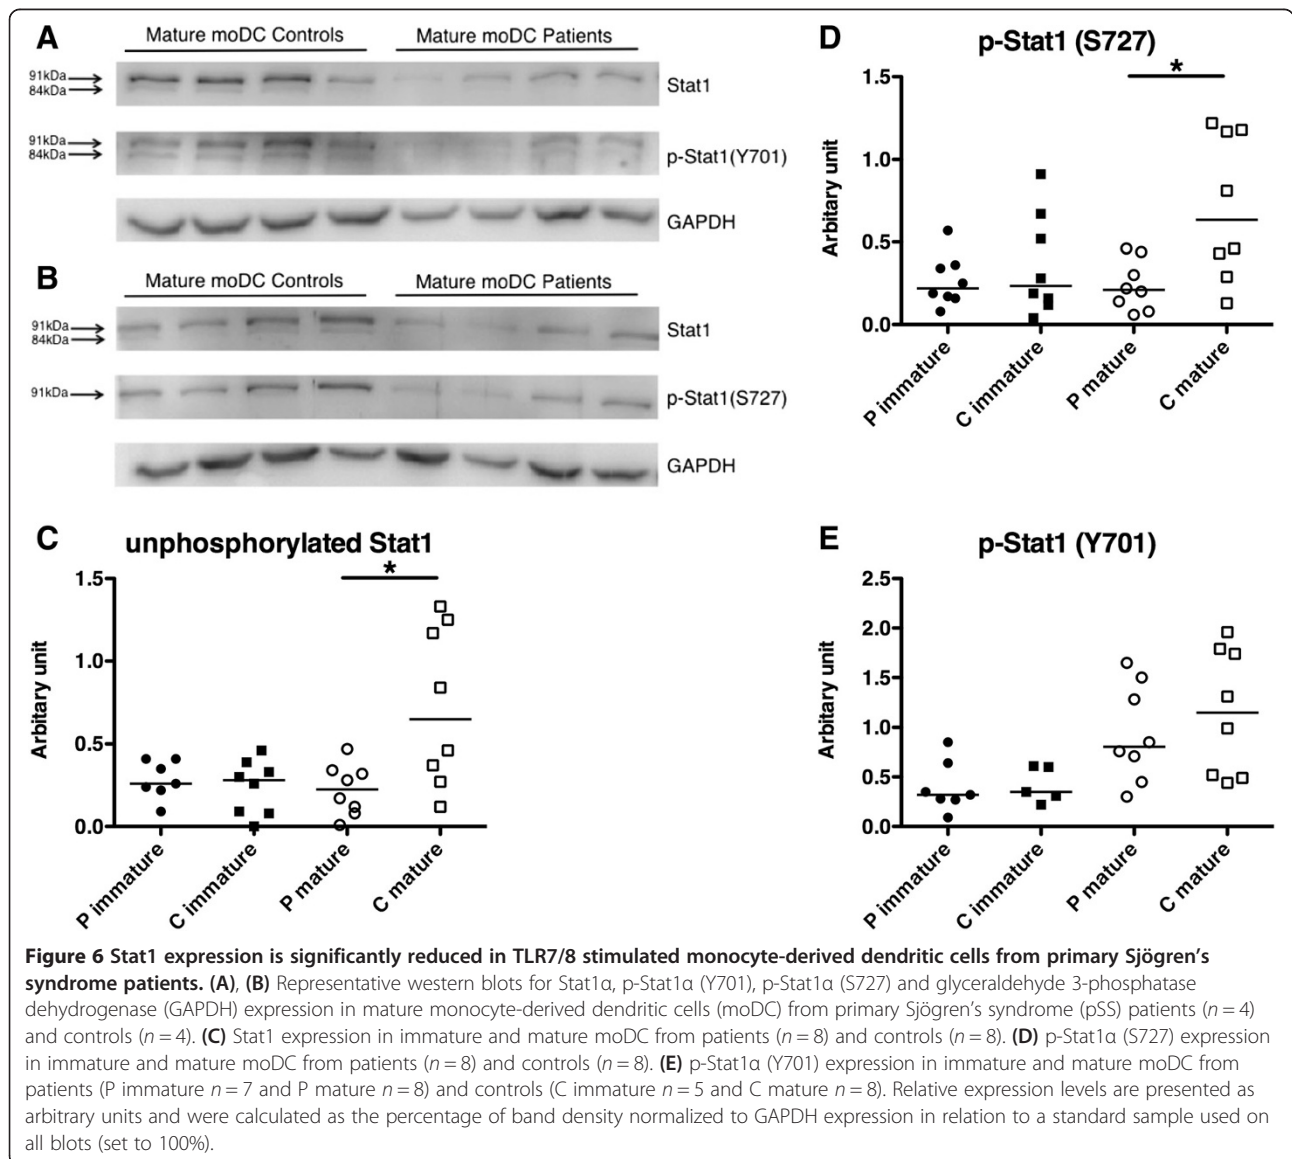 A
Mature moDC Controls
Mature moDC Patients
91kDa
84kDa
Stat1
91kDa
84kDa
p-Stat1(Y701)
GAPDH
B
Mature moDC Controls
Mature moDC Patients
91kDa
84kDa
Stat1
91kDa
p-Stat1(S727)
GAPDH
D
p-Stat1 (S727)
Arbitary unit
1.5
1.0
0.5
0.0
*
P immature
C immature
P mature
C mature
C
unphosphorylated Stat1
Arbitary unit
1.5
1.0
0.5
0.0
*
P immature
C immature
P mature
C mature
E
p-Stat1 (Y701)
Arbitary unit
2.5
2.0
1.5
1.0
0.5
0.0
P immature
C immature
P mature
C mature
Figure 6 Stat1 expression is significantly reduced in TLR7/8 stimulated monocyte-derived dendritic cells from primary Sjögren's
syndrome patients. (A), (B) Representative western blots for Stat1α, p-Stat1α (Y701), p-Stat1α (S727) and glyceraldehyde 3-phosphatase
dehydrogenase (GAPDH) expression in mature monocyte-derived dendritic cells (moDC) from primary Sjögren's syndrome (pSS) patients (n = 4)
and controls (n = 4). (C) Stat1 expression in immature and mature moDC from patients (n = 8) and controls (n = 8). (D) p-Stat1α (S727) expression
in immature and mature moDC from patients (n = 8) and controls (n = 8). (E) p-Stat1α (Y701) expression in immature and mature moDC from
patients (P immature n = 7 and P mature n = 8) and controls (C immature n = 5 and C mature n = 8). Relative expression levels are presented as
arbitrary units and were calculated as the percentage of band density normalized to GAPDH expression in relation to a standard sample used on
all blots (set to 100%).